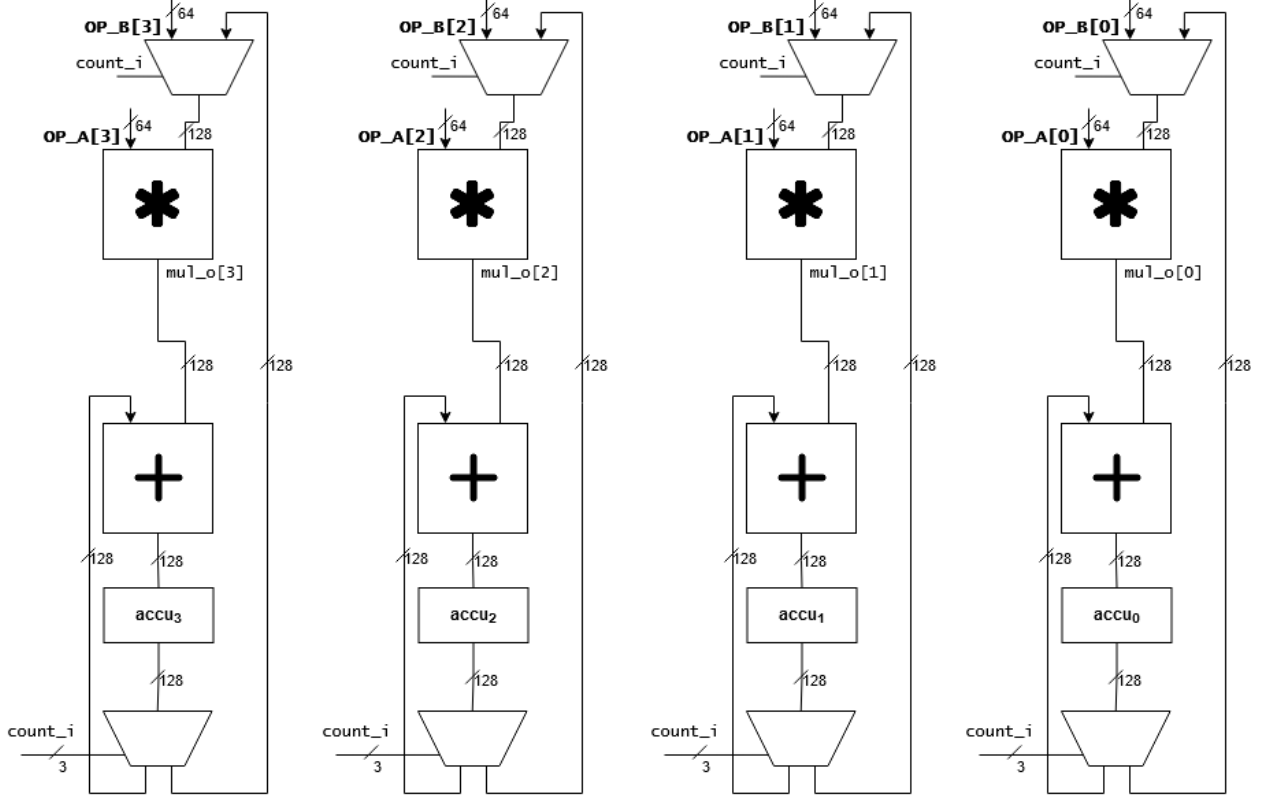 64 64 64 64
OP_B[3] OP_B[2] OP_B[1] OP_B[0]
count_i count_i count_i count_i
64 64 64 64
OP_A[3] 128 OP_A[2] 128 OP_A[1] 128 OP_A[0] 128
* * * *
mul_o[3] mul_o[2] mul_o[1] mul_o[0]
128 128 128 128 128 128 128 128
+ + + +
128 128 128 128 128 128 128 128
accu3 accu2 accu1 accu0
128 128 128 128
count_i count_i count_i count_i
3 3 3 3